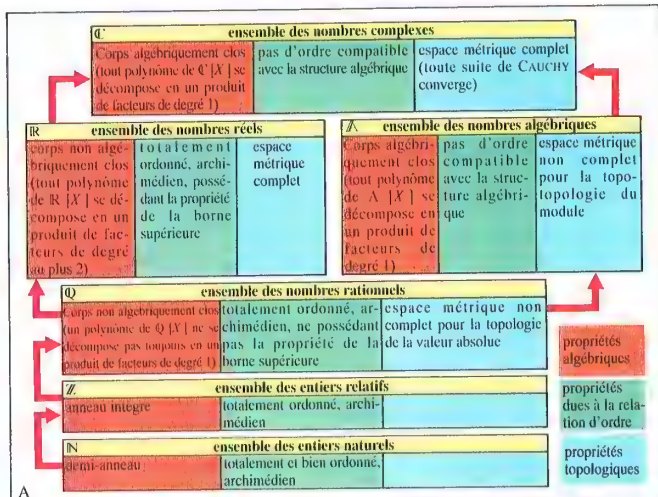 ℂ ensemble des nombres complexes
Corps algébriquement clos
(tout polynôme de ℂ [X] se
décompose en un produit
de facteurs de degré 1)
pas d'ordre compatible
avec la structure algébrique
espace métrique complet
(toute suite de CAUCHY
converge)
ℝ ensemble des nombres réels
corps non algé-
briquement clos
(tout polynôme
de ℝ [X] se dé-
compose en un
produit de fac-
teurs de degré
au plus 2)
totalement
ordonné, archi-
médien, possé-
dant la propriété
de la borne
supérieure
espace
métrique
complet
𝔸 ensemble des nombres algébriques
Corps algébri-
quement clos
(tout polynôme
de A [X] se
décompose en
un produit de
facteurs de
degré 1)
pas d'ordre
compatible
avec la struc-
ture algébri-
que
espace métrique
non complet
pour la topo-
topologie du
module
ℚ ensemble des nombres rationnels
Corps non algébriquement clos
(un polynôme de ℚ [X] ne se
décompose pas toujours en un
produit de facteurs de degré 1)
totalement ordonné, ar-
chimédien, ne possédant
pas la propriété de la
borne supérieure
espace métrique non
complet pour la topologie
de la valeur absolue
ℤ ensemble des entiers relatifs
anneau intègre
totalement ordonné, archi-
médien
ℕ ensemble des entiers naturels
demi-anneau
totalement et bien ordonné,
archimédien
propriétés
algébriques
propriétés
dues à la rela-
tion d'ordre
propriétés
topologiques
A